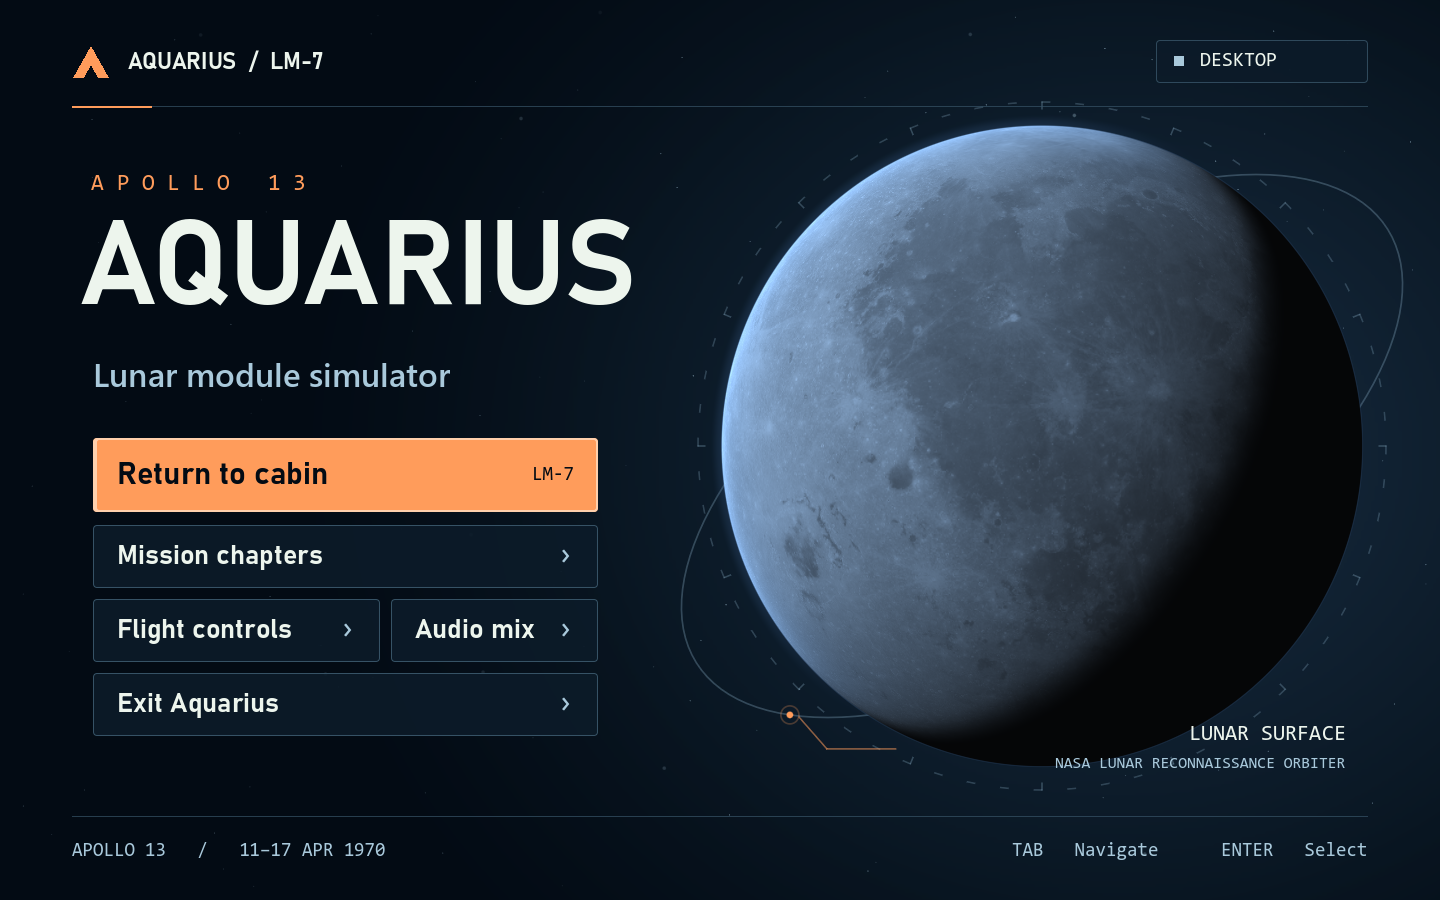 AQUARIUS / LM-7
DESKTOP
APOLLO 13
AQUARIUS
Lunar module simulator
Return to cabin LM-7
Mission chapters ›
Flight controls › Audio mix ›
Exit Aquarius ›
LUNAR SURFACE
NASA LUNAR RECONNAISSANCE ORBITER
APOLLO 13 / 11–17 APR 1970
TAB Navigate ENTER Select